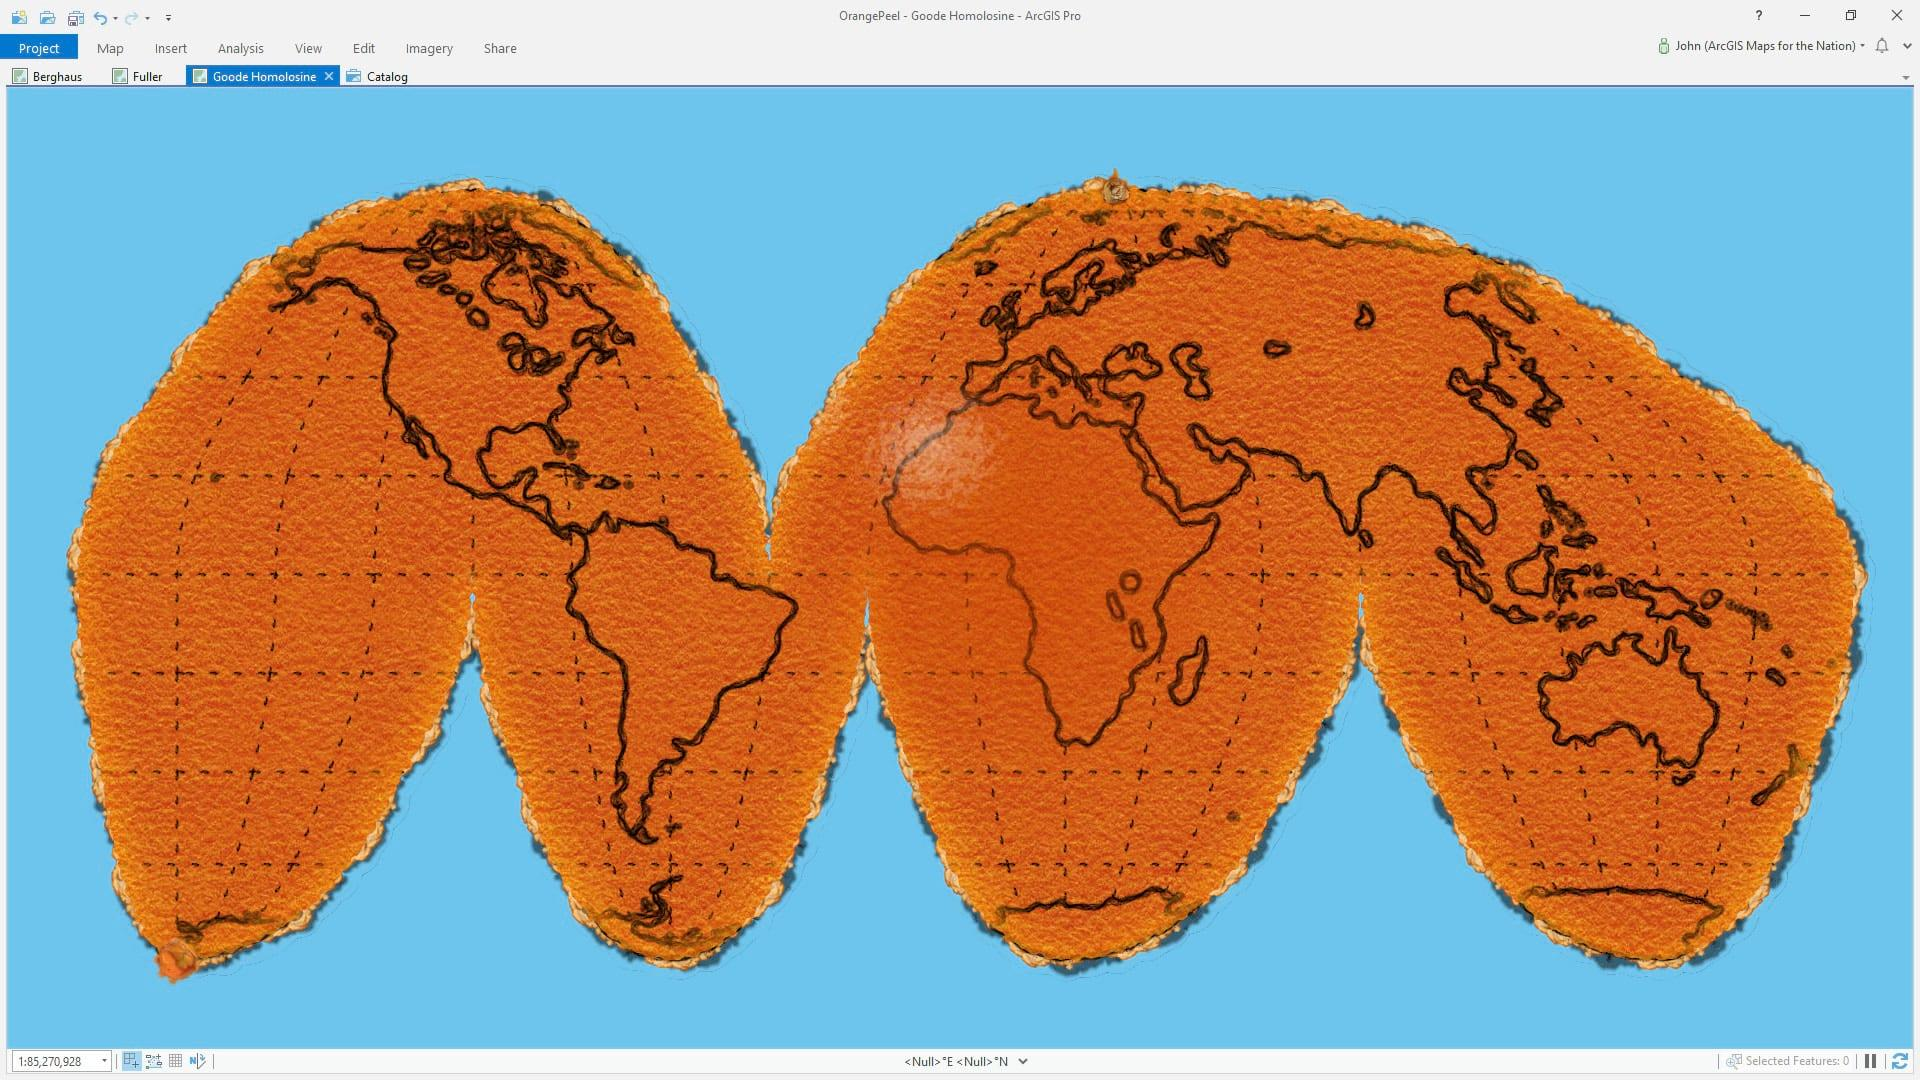 OrangePeel - Goode Homolosine - ArcGIS Pro
?
Project Map Insert Analysis View Edit Imagery Share
John (ArcGIS Maps for the Nation)
Berghaus Fuller Goode Homolosine Catalog
1:85,270,928
<Null>°E <Null>°N
Selected Features: 0